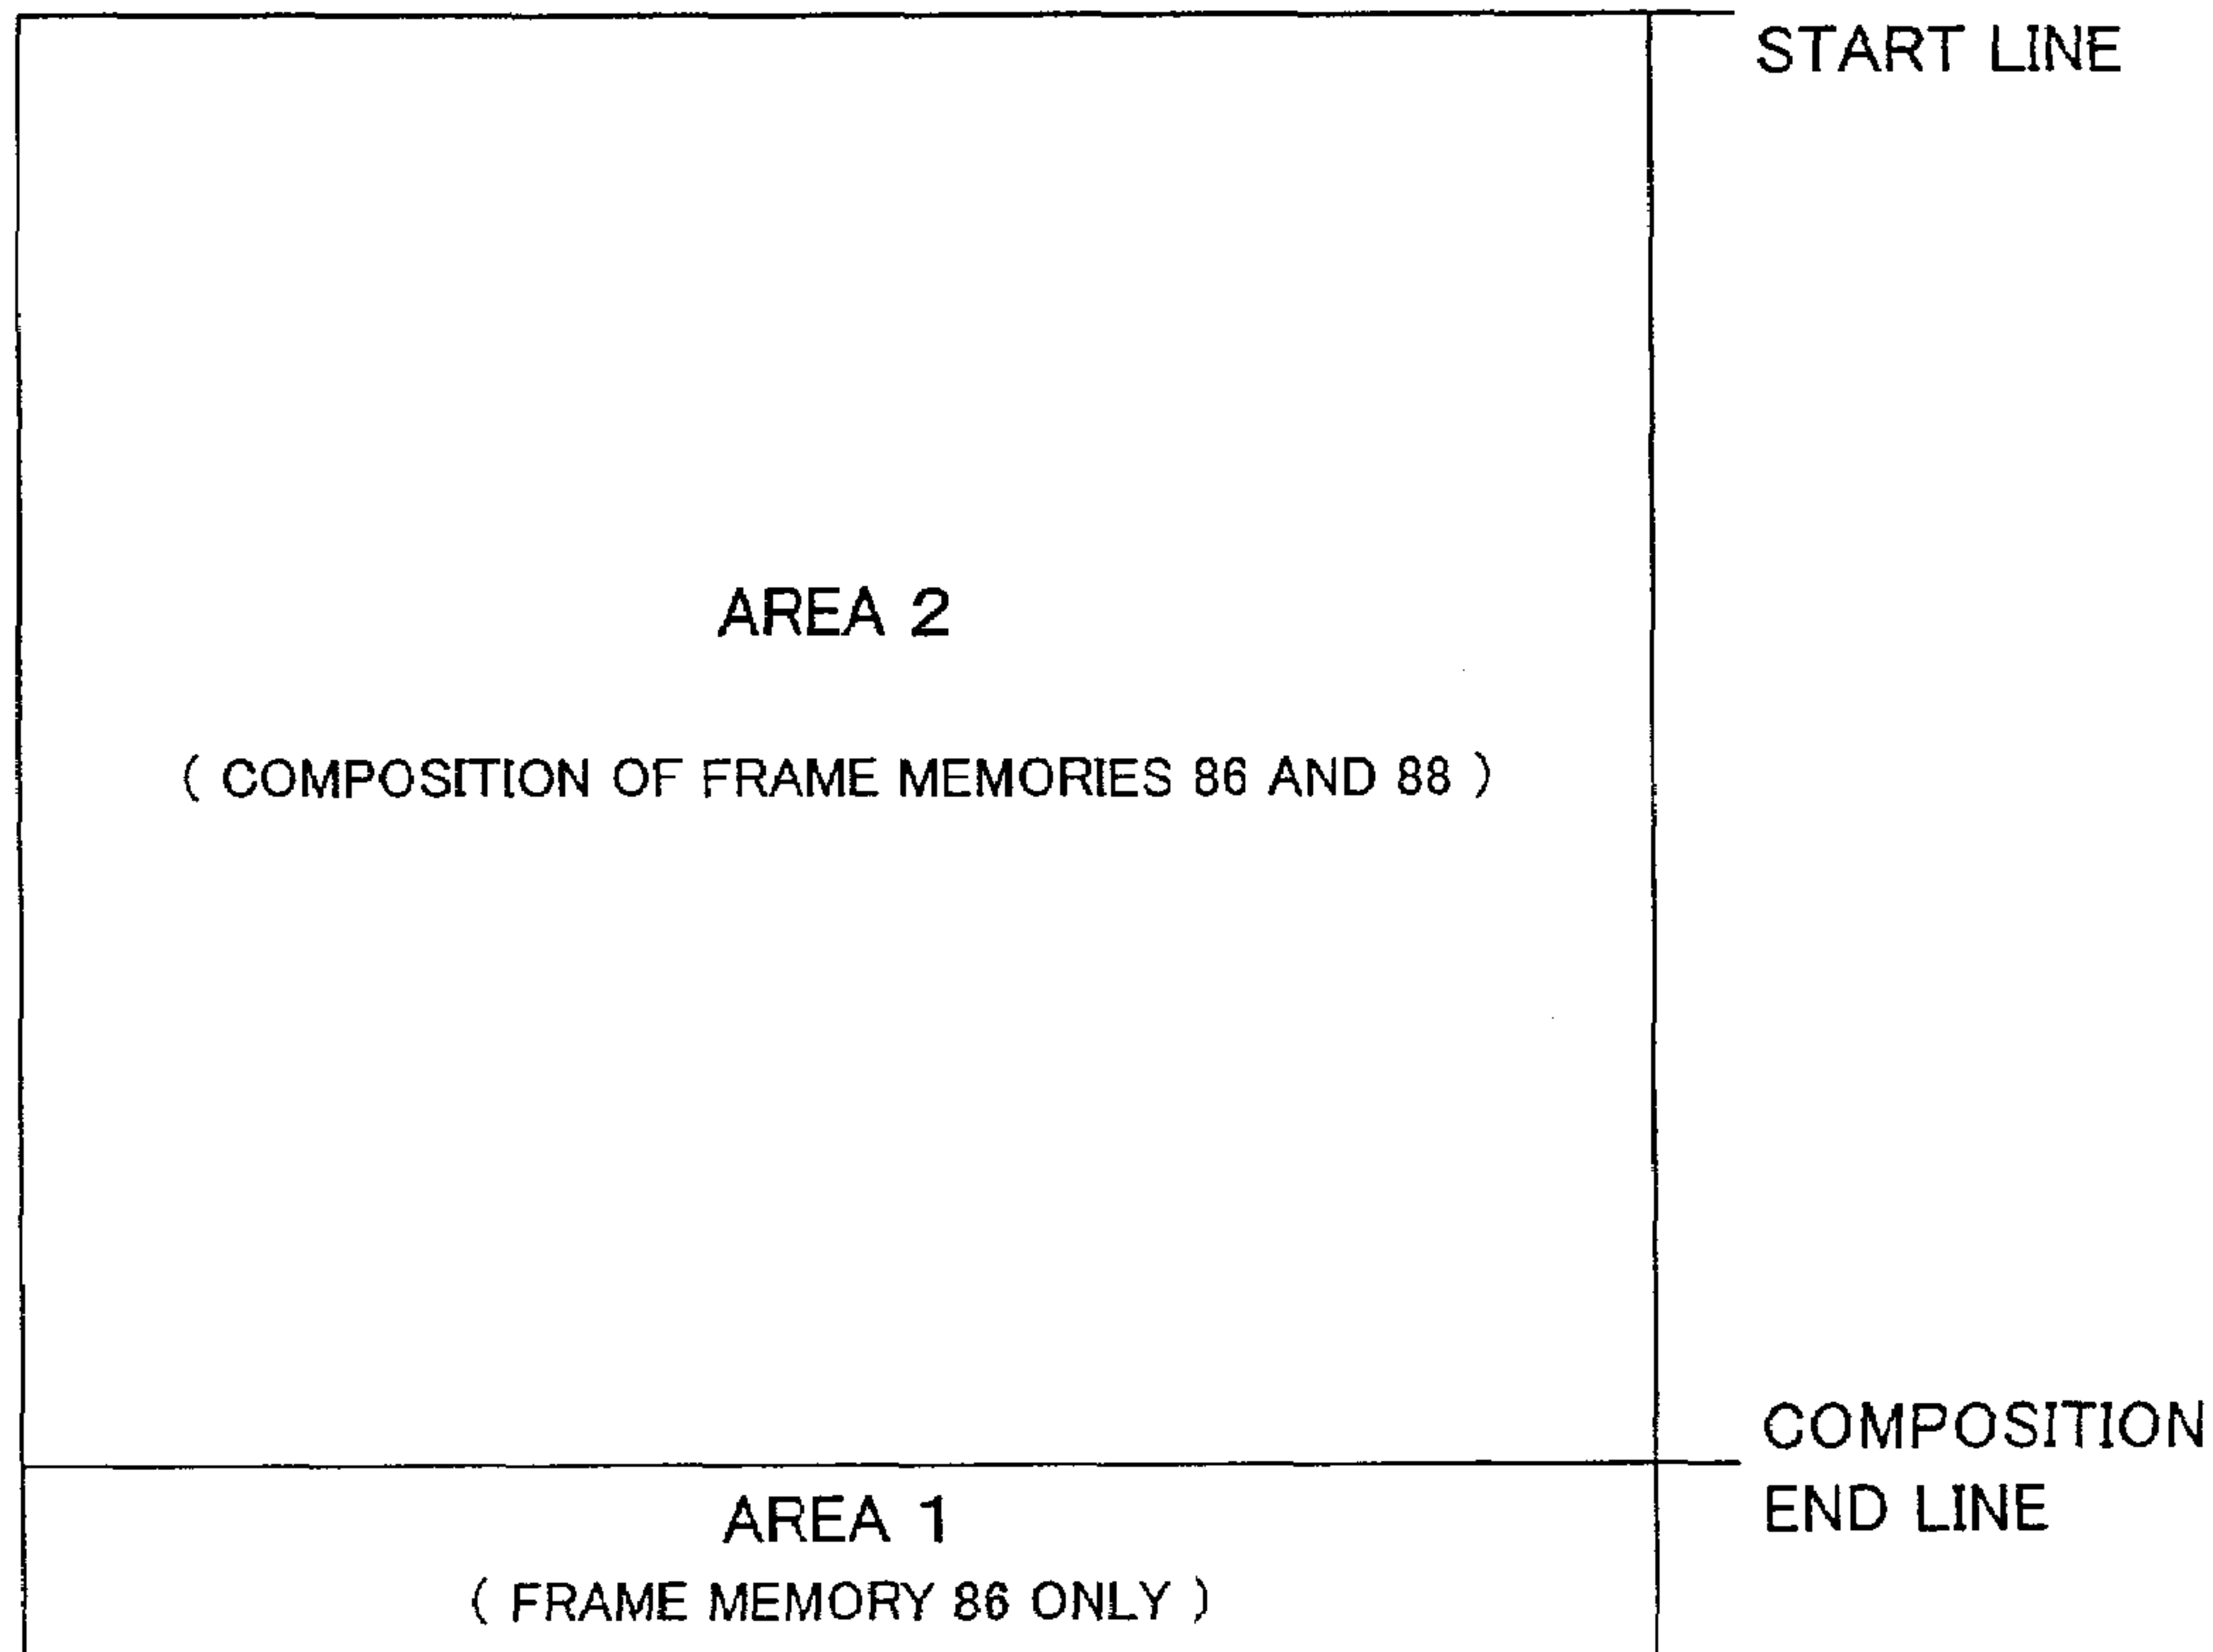 START LINE
AREA 2
( COMPOSITION OF FRAME MEMORIES 86 AND 88 )
COMPOSITION
END LINE
AREA 1
( FRAME MEMORY 86 ONLY )